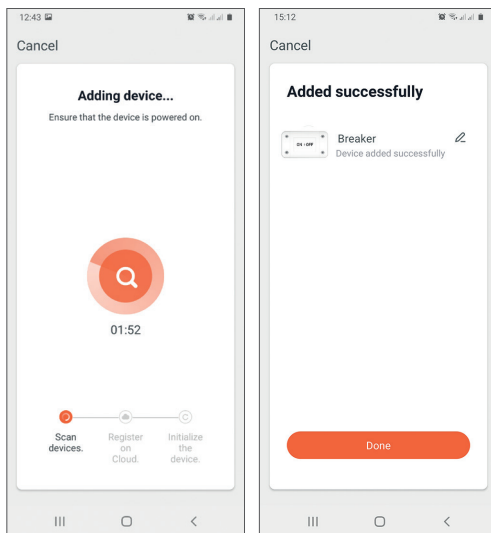 12:43
Cancel
Adding device...
Ensure that the device is powered on.
01:52
Scan
devices.
Register
on
Cloud.
Initialize
the
device.
15:12
Cancel
Added successfully
ON / OFF
Breaker
Device added successfully
Done